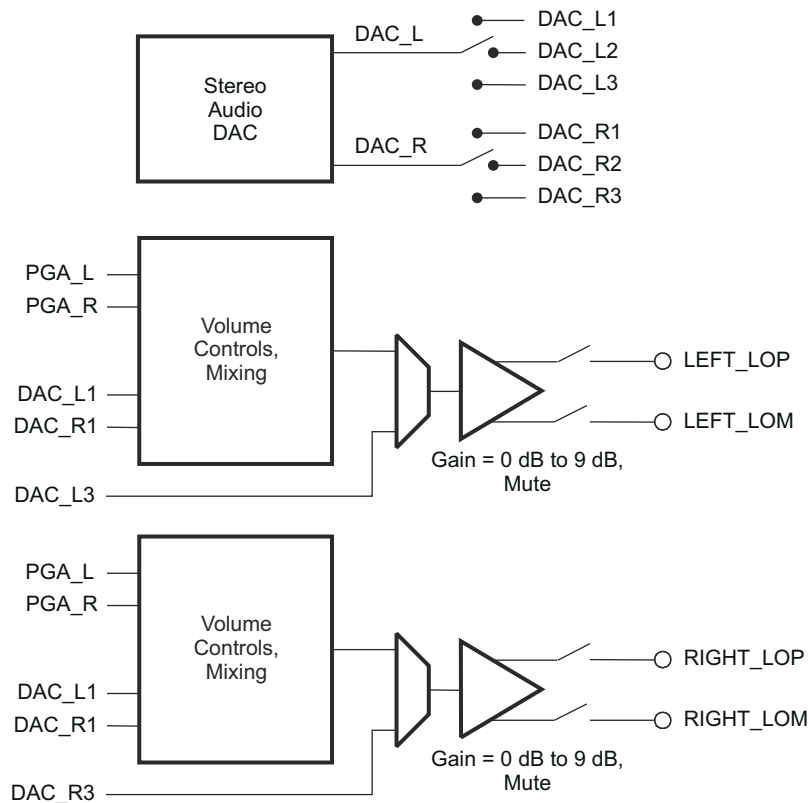 DAC_L
DAC_L1
DAC_L2
DAC_L3
Stereo
Audio
DAC
DAC_R
DAC_R1
DAC_R2
DAC_R3
PGA_L
PGA_R
DAC_L1
DAC_R1
DAC_L3
Volume
Controls,
Mixing
LEFT_LOP
LEFT_LOM
Gain = 0 dB to 9 dB,
Mute
PGA_L
PGA_R
DAC_L1
DAC_R1
DAC_R3
Volume
Controls,
Mixing
RIGHT_LOP
RIGHT_LOM
Gain = 0 dB to 9 dB,
Mute